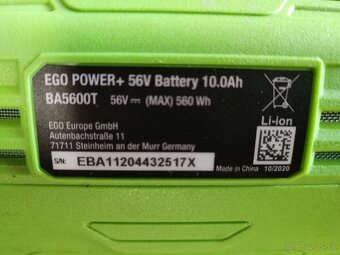 EGO POWER+ 56V Battery 10.0Ah
BA5600T 56V⎓ (MAX) 560 Wh
EGO Europe GmbH
Autenbachstraße 11
71711 Steinheim an der Murr Germany
Li-ion
S/N: EBA11204432517X
Made in China 10/2020